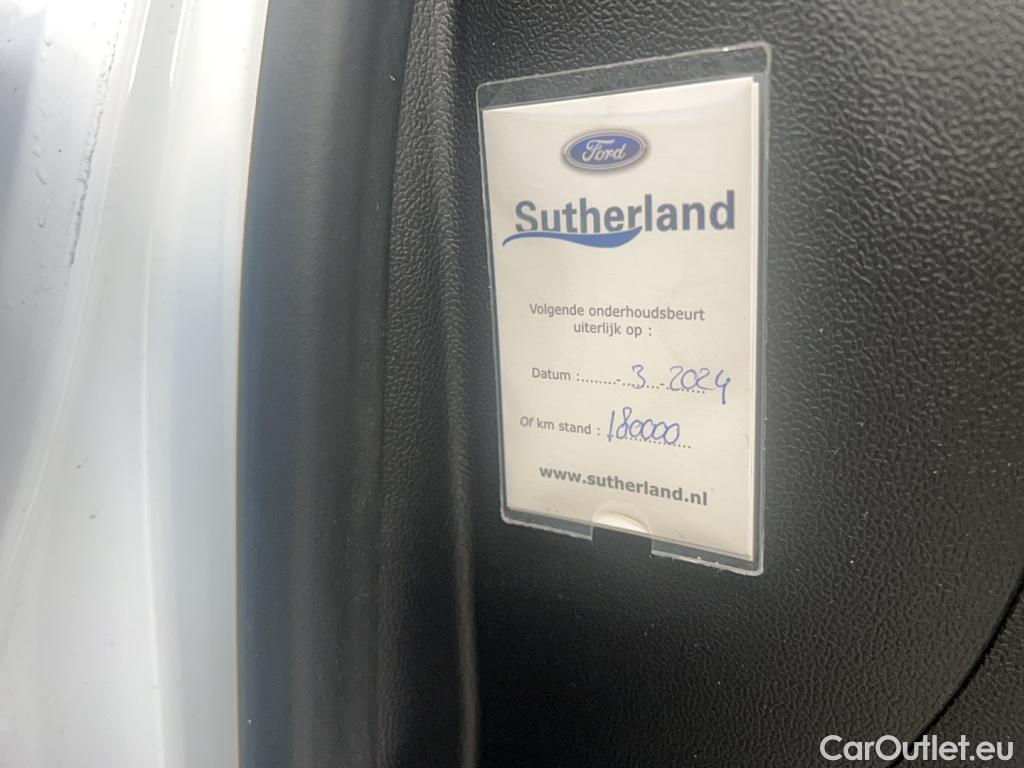 Ford
Sutherland
Volgende onderhoudsbeurt
uiterlijk op :
Datum :........-...3...-.2024
Of km stand : 180000
www.sutherland.nl
CarOutlet.eu